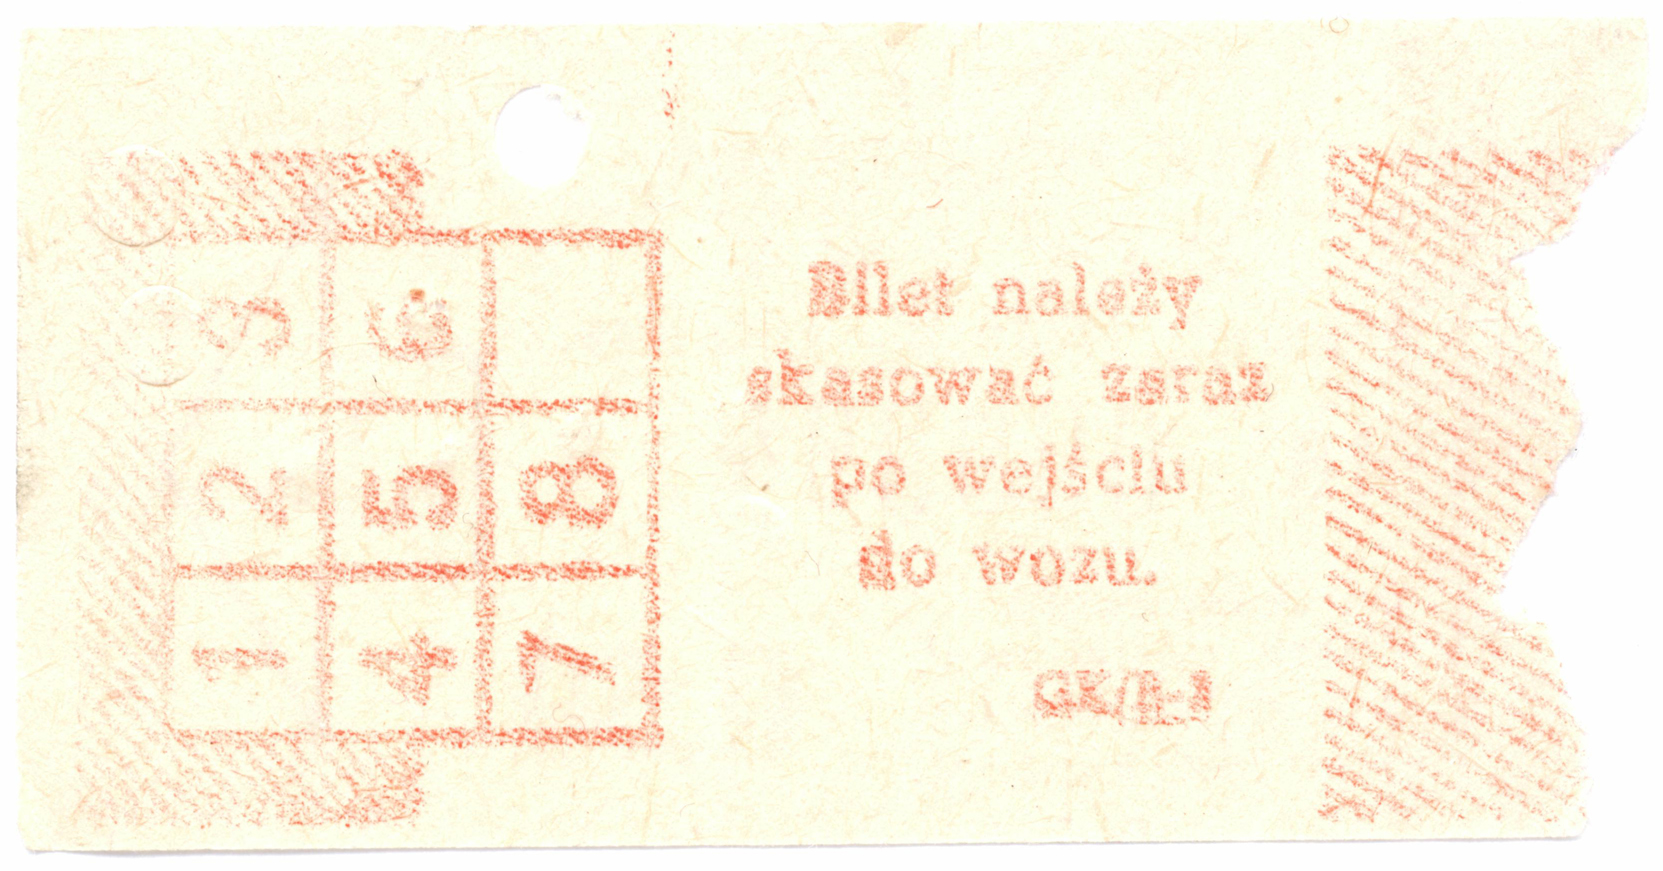 3 6
2 5 8
1 4 7
Bilet należy
skasować zaraz
po wejściu
do wozu.